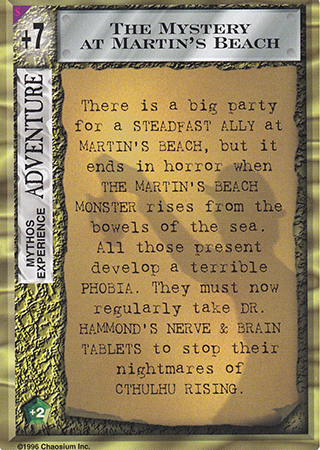 S
+7
THE MYSTERY
AT MARTIN'S BEACH
MYTHOS
EXPERIENCE
ADVENTURE
There is a big party
for a STEADFAST ALLY at
MARTIN'S BEACH, but it
ends in horror when
THE MARTIN'S BEACH
MONSTER rises from the
bowels of the sea.
All those present
develop a terrible
PHOBIA. They must now
regularly take DR.
HAMMOND'S NERVE & BRAIN
TABLETS to stop their
nightmares of
CTHULHU RISING.
+2
©1996 Chaosium Inc.